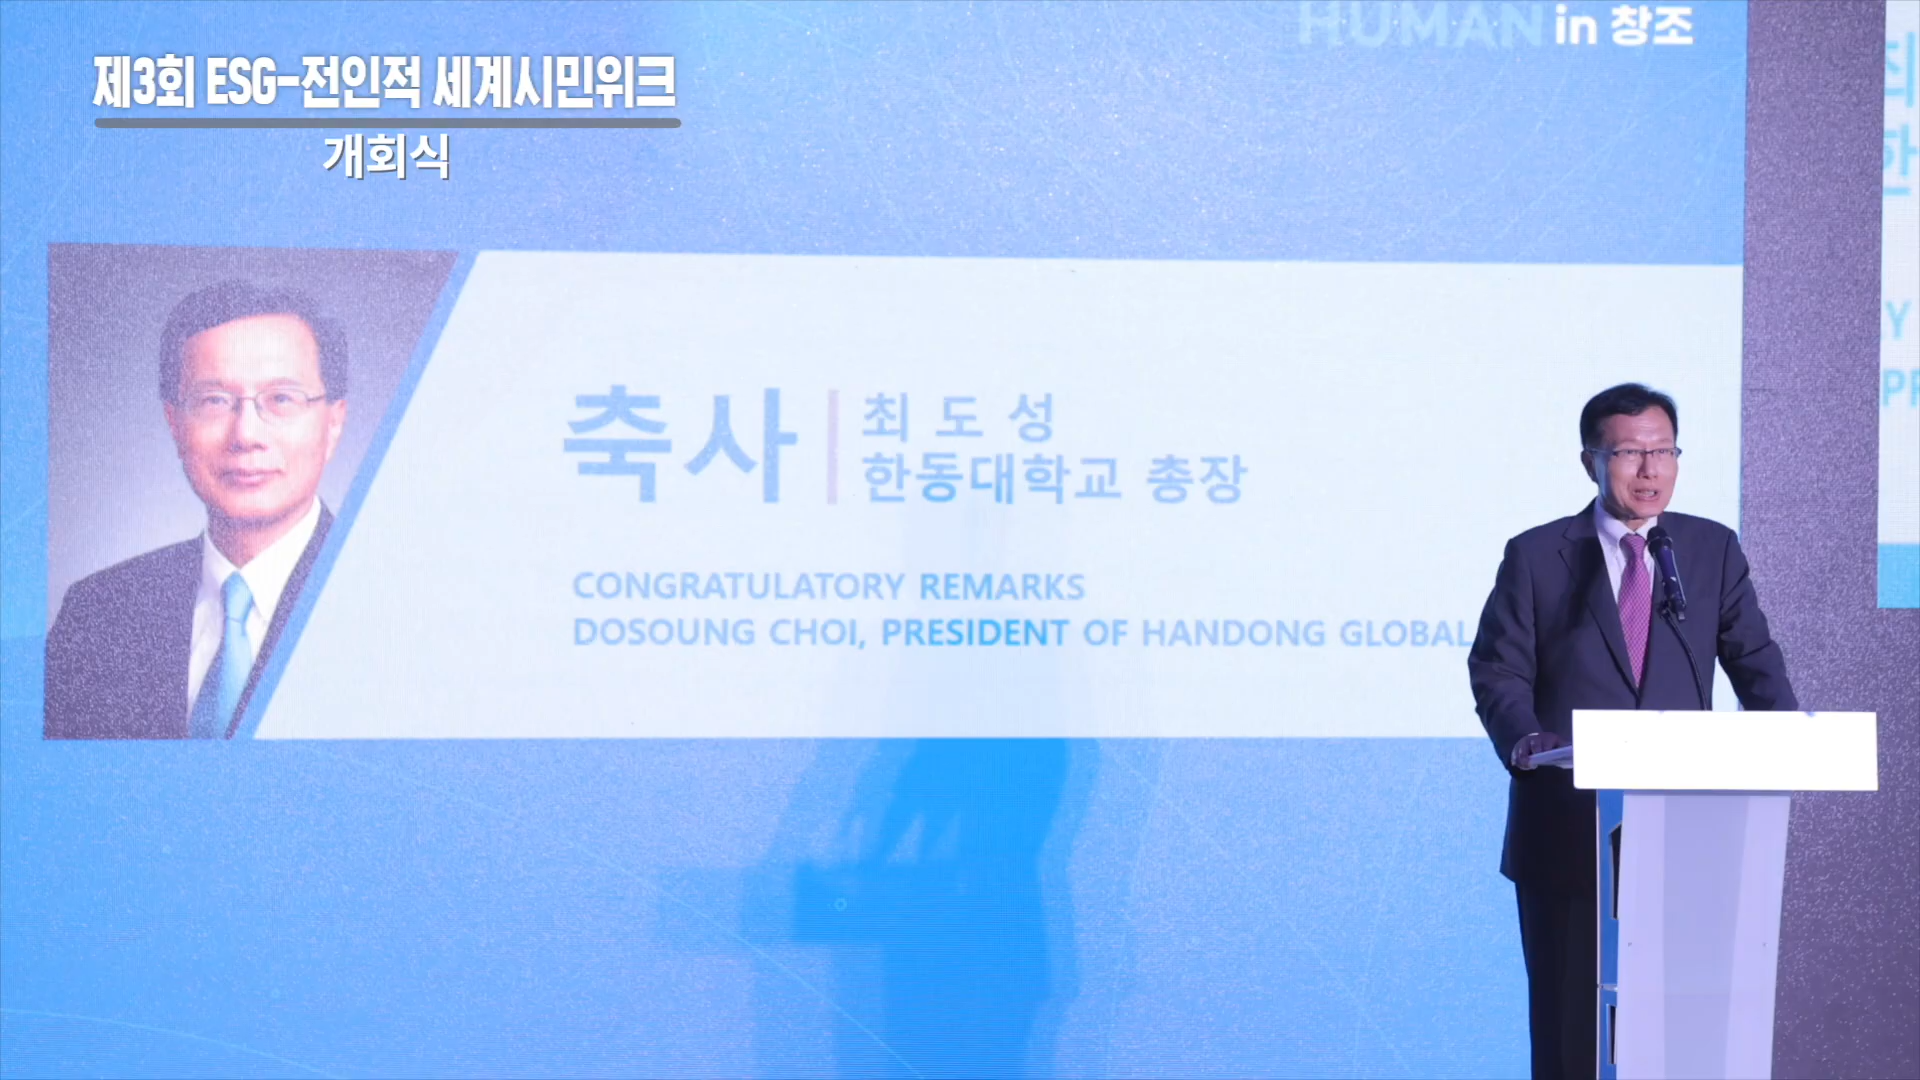 HUMAN in 창조
제3회 ESG-전인적 세계시민위크
개회식
축사
최 도 성
한동대학교 총장
CONGRATULATORY REMARKS
DOSOUNG CHOI, PRESIDENT OF HANDONG GLOBAL